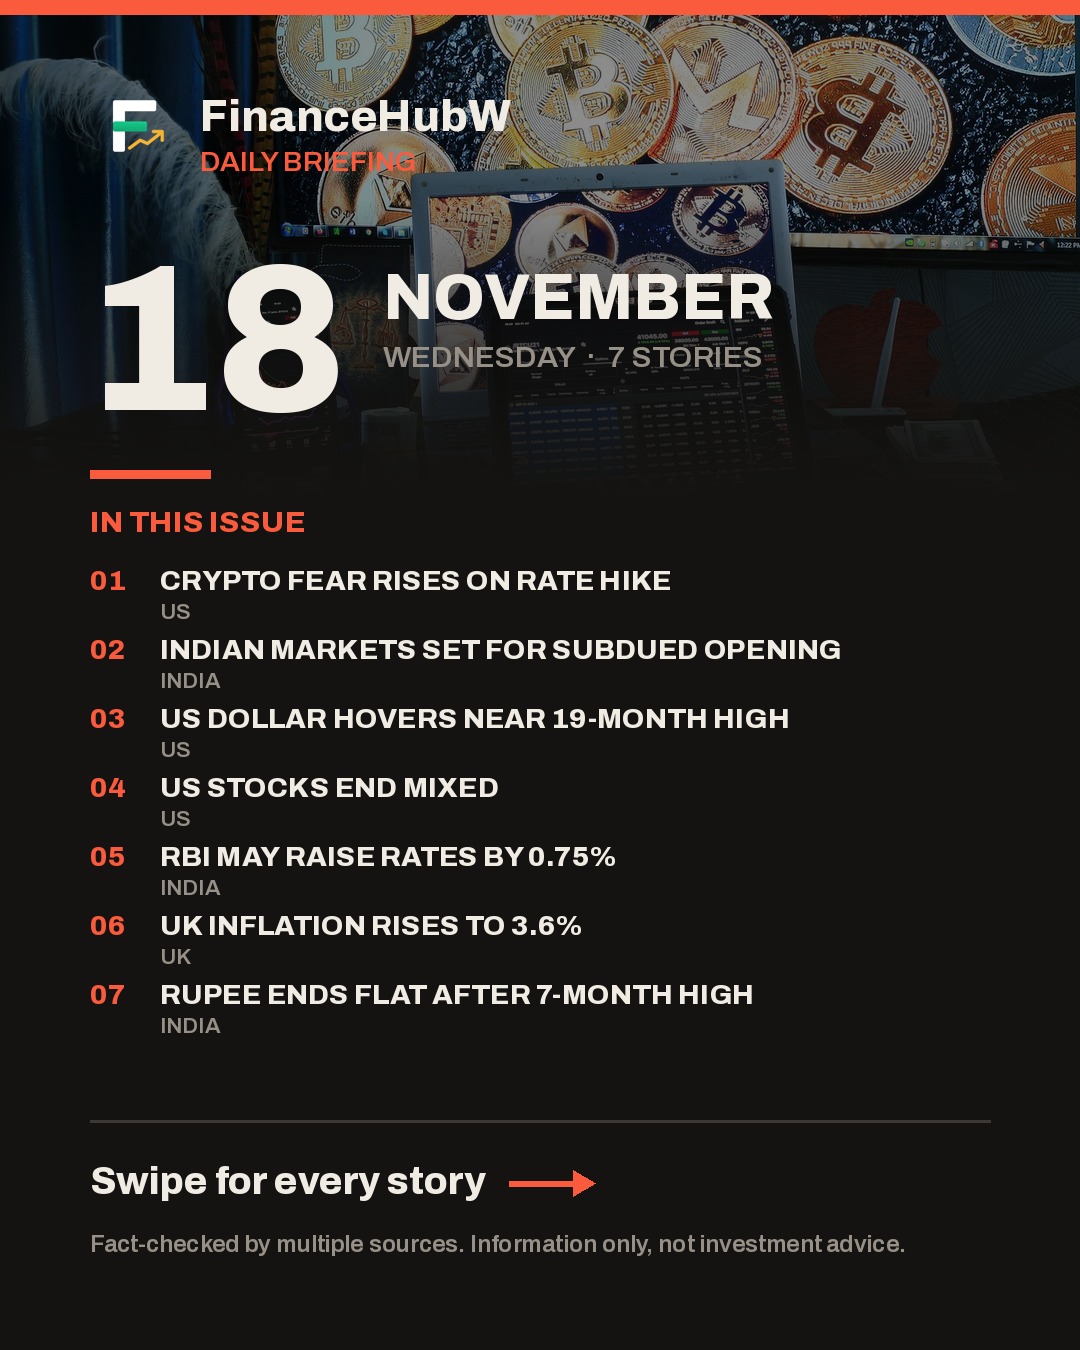 FinanceHubW
DAILY BRIEFING
18
NOVEMBER
WEDNESDAY · 7 STORIES
12:22 PM
IN THIS ISSUE
01 CRYPTO FEAR RISES ON RATE HIKE
US
02 INDIAN MARKETS SET FOR SUBDUED OPENING
INDIA
03 US DOLLAR HOVERS NEAR 19-MONTH HIGH
US
04 US STOCKS END MIXED
US
05 RBI MAY RAISE RATES BY 0.75%
INDIA
06 UK INFLATION RISES TO 3.6%
UK
07 RUPEE ENDS FLAT AFTER 7-MONTH HIGH
INDIA
Swipe for every story
Fact-checked by multiple sources. Information only, not investment advice.